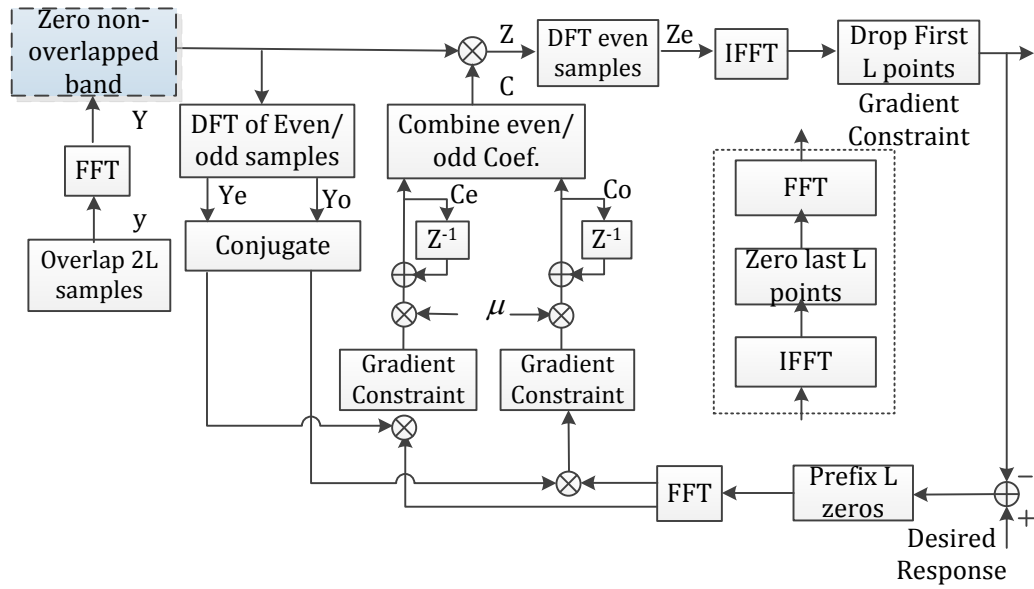 Zero non-
overlapped
band
Y
FFT
y
Overlap 2L
samples
DFT of Even/
odd samples
Ye
Yo
Conjugate
Z
C
Combine even/
odd Coef.
Ce
Co
Z-1
Z-1
μ
Gradient
Constraint
Gradient
Constraint
DFT even
samples
Ze
IFFT
Drop First
L points
Gradient
Constraint
FFT
Zero last L
points
IFFT
FFT
Prefix L
zeros
−
+
Desired
Response